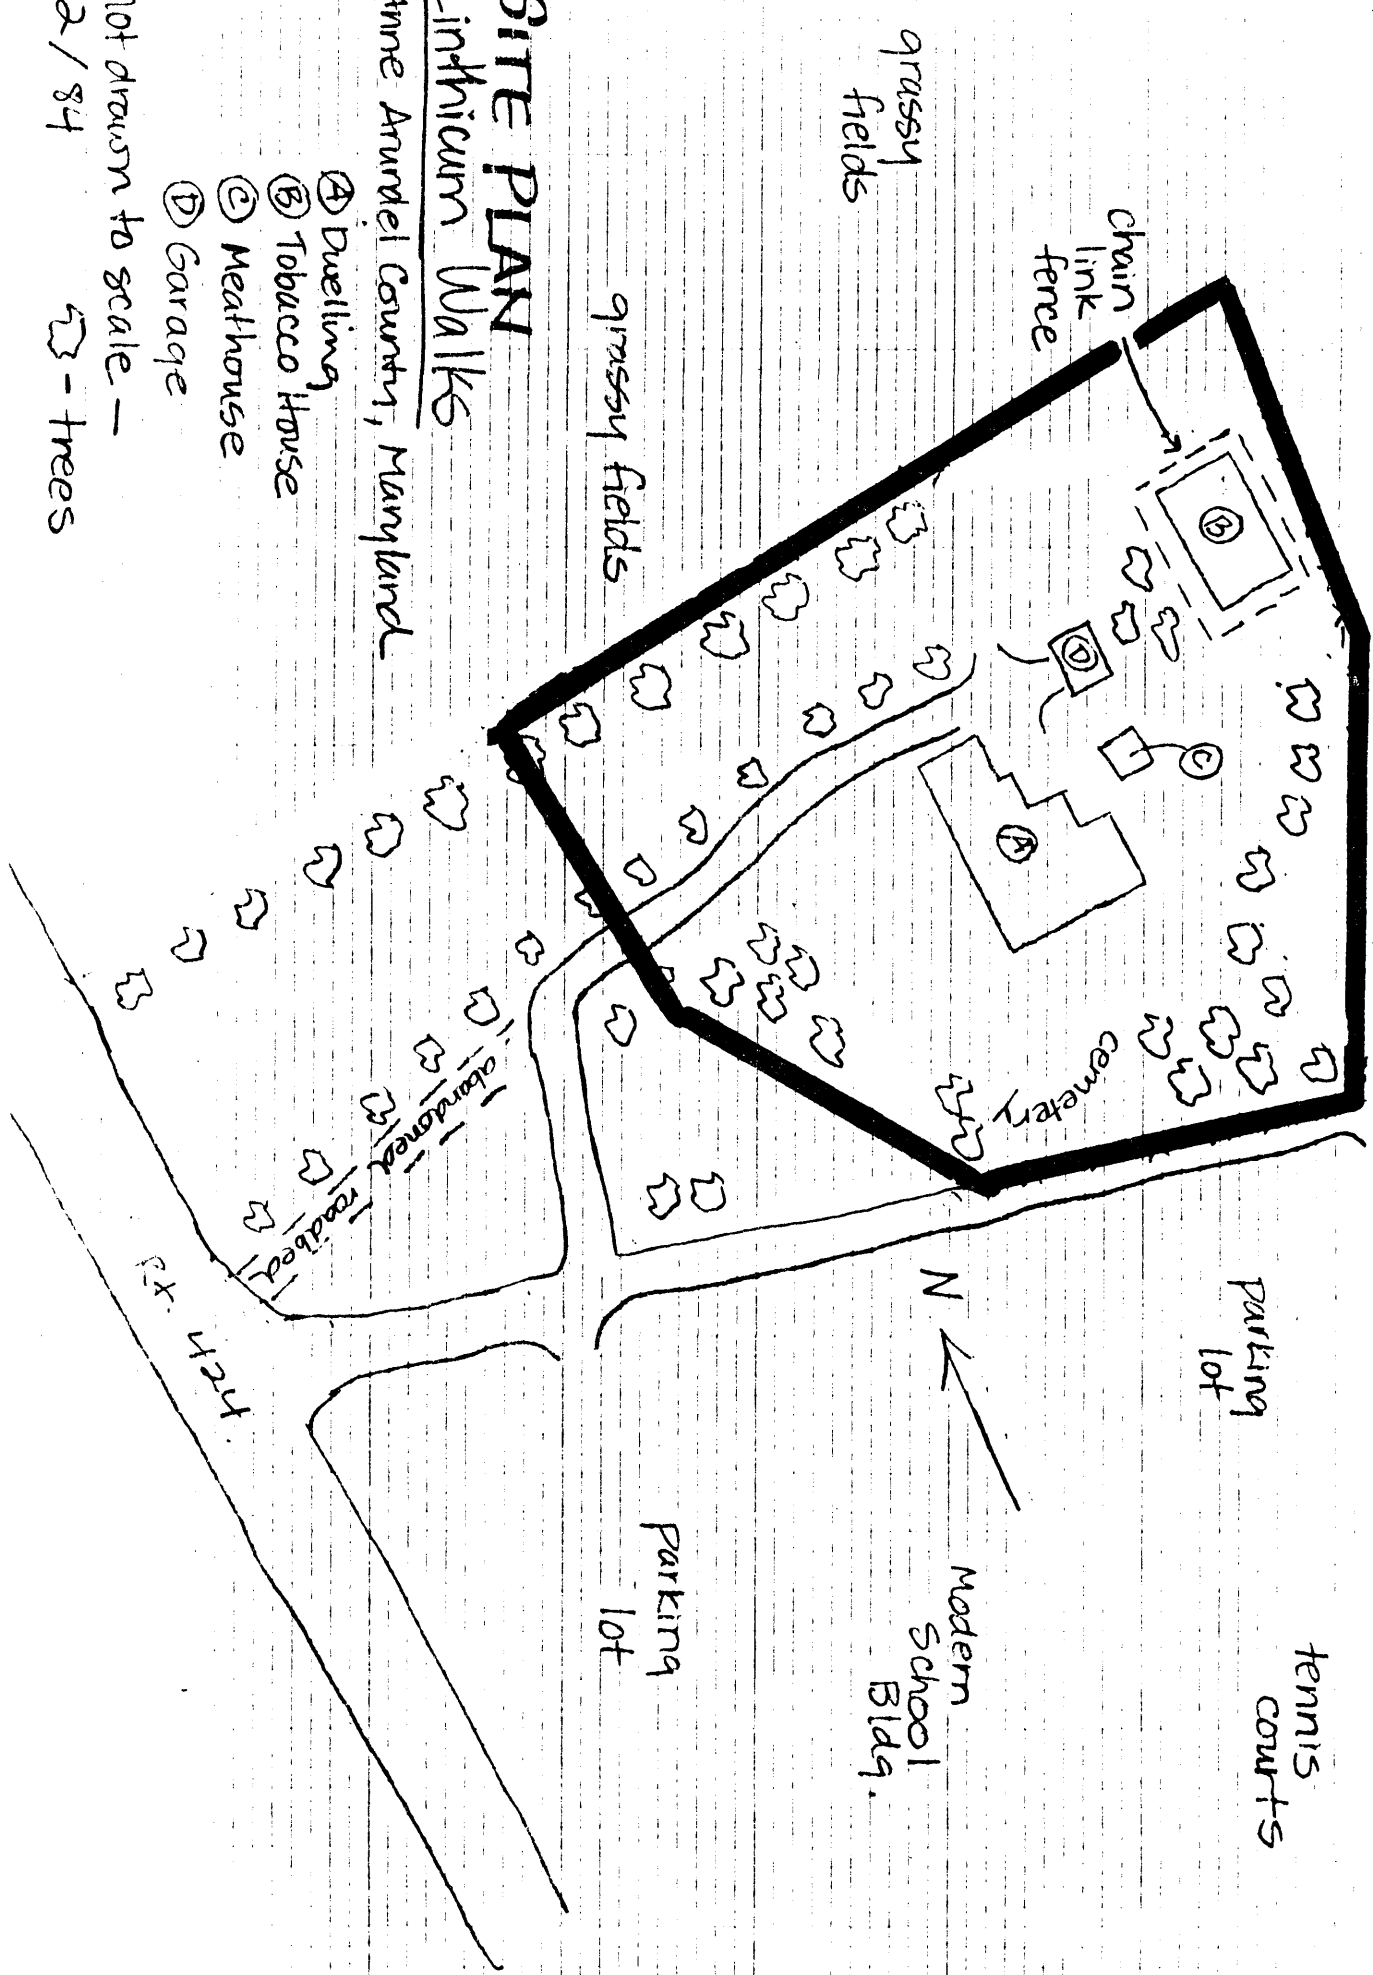 tennis
courts
parking
lot
chain
link
fence
B
C
D
A
cemetery
N
Modern
School
Bldg.
grassy
fields
grassy fields
parking
lot
SITE PLAN
Linthicum Walks
Anne Arundel County, Maryland
abandoned roadbed
A Dwelling
B Tobacco House
C Meathouse
D Garage
Rt. 424
not drawn to scale —
2/84
- trees